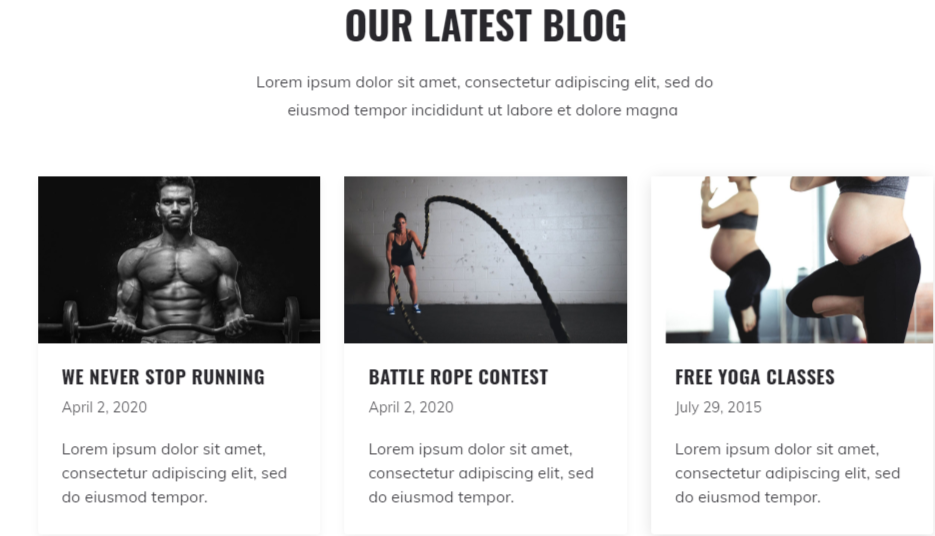 OUR LATEST BLOG
Lorem ipsum dolor sit amet, consectetur adipiscing elit, sed do
eiusmod tempor incididunt ut labore et dolore magna
WE NEVER STOP RUNNING
April 2, 2020
Lorem ipsum dolor sit amet,
consectetur adipiscing elit, sed
do eiusmod tempor.
BATTLE ROPE CONTEST
April 2, 2020
Lorem ipsum dolor sit amet,
consectetur adipiscing elit, sed
do eiusmod tempor.
FREE YOGA CLASSES
July 29, 2015
Lorem ipsum dolor sit amet,
consectetur adipiscing elit, sed
do eiusmod tempor.